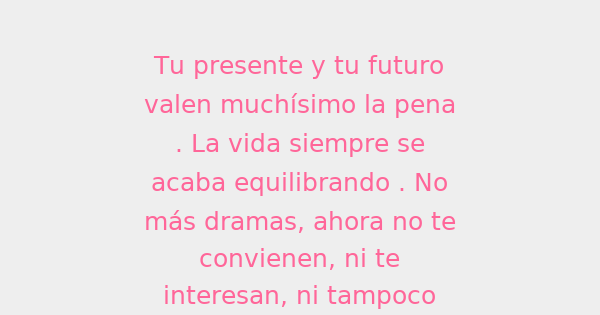 Tu presente y tu futuro
valen muchísimo la pena
. La vida siempre se
acaba equilibrando . No
más dramas, ahora no te
convienen, ni te
interesan, ni tampoco